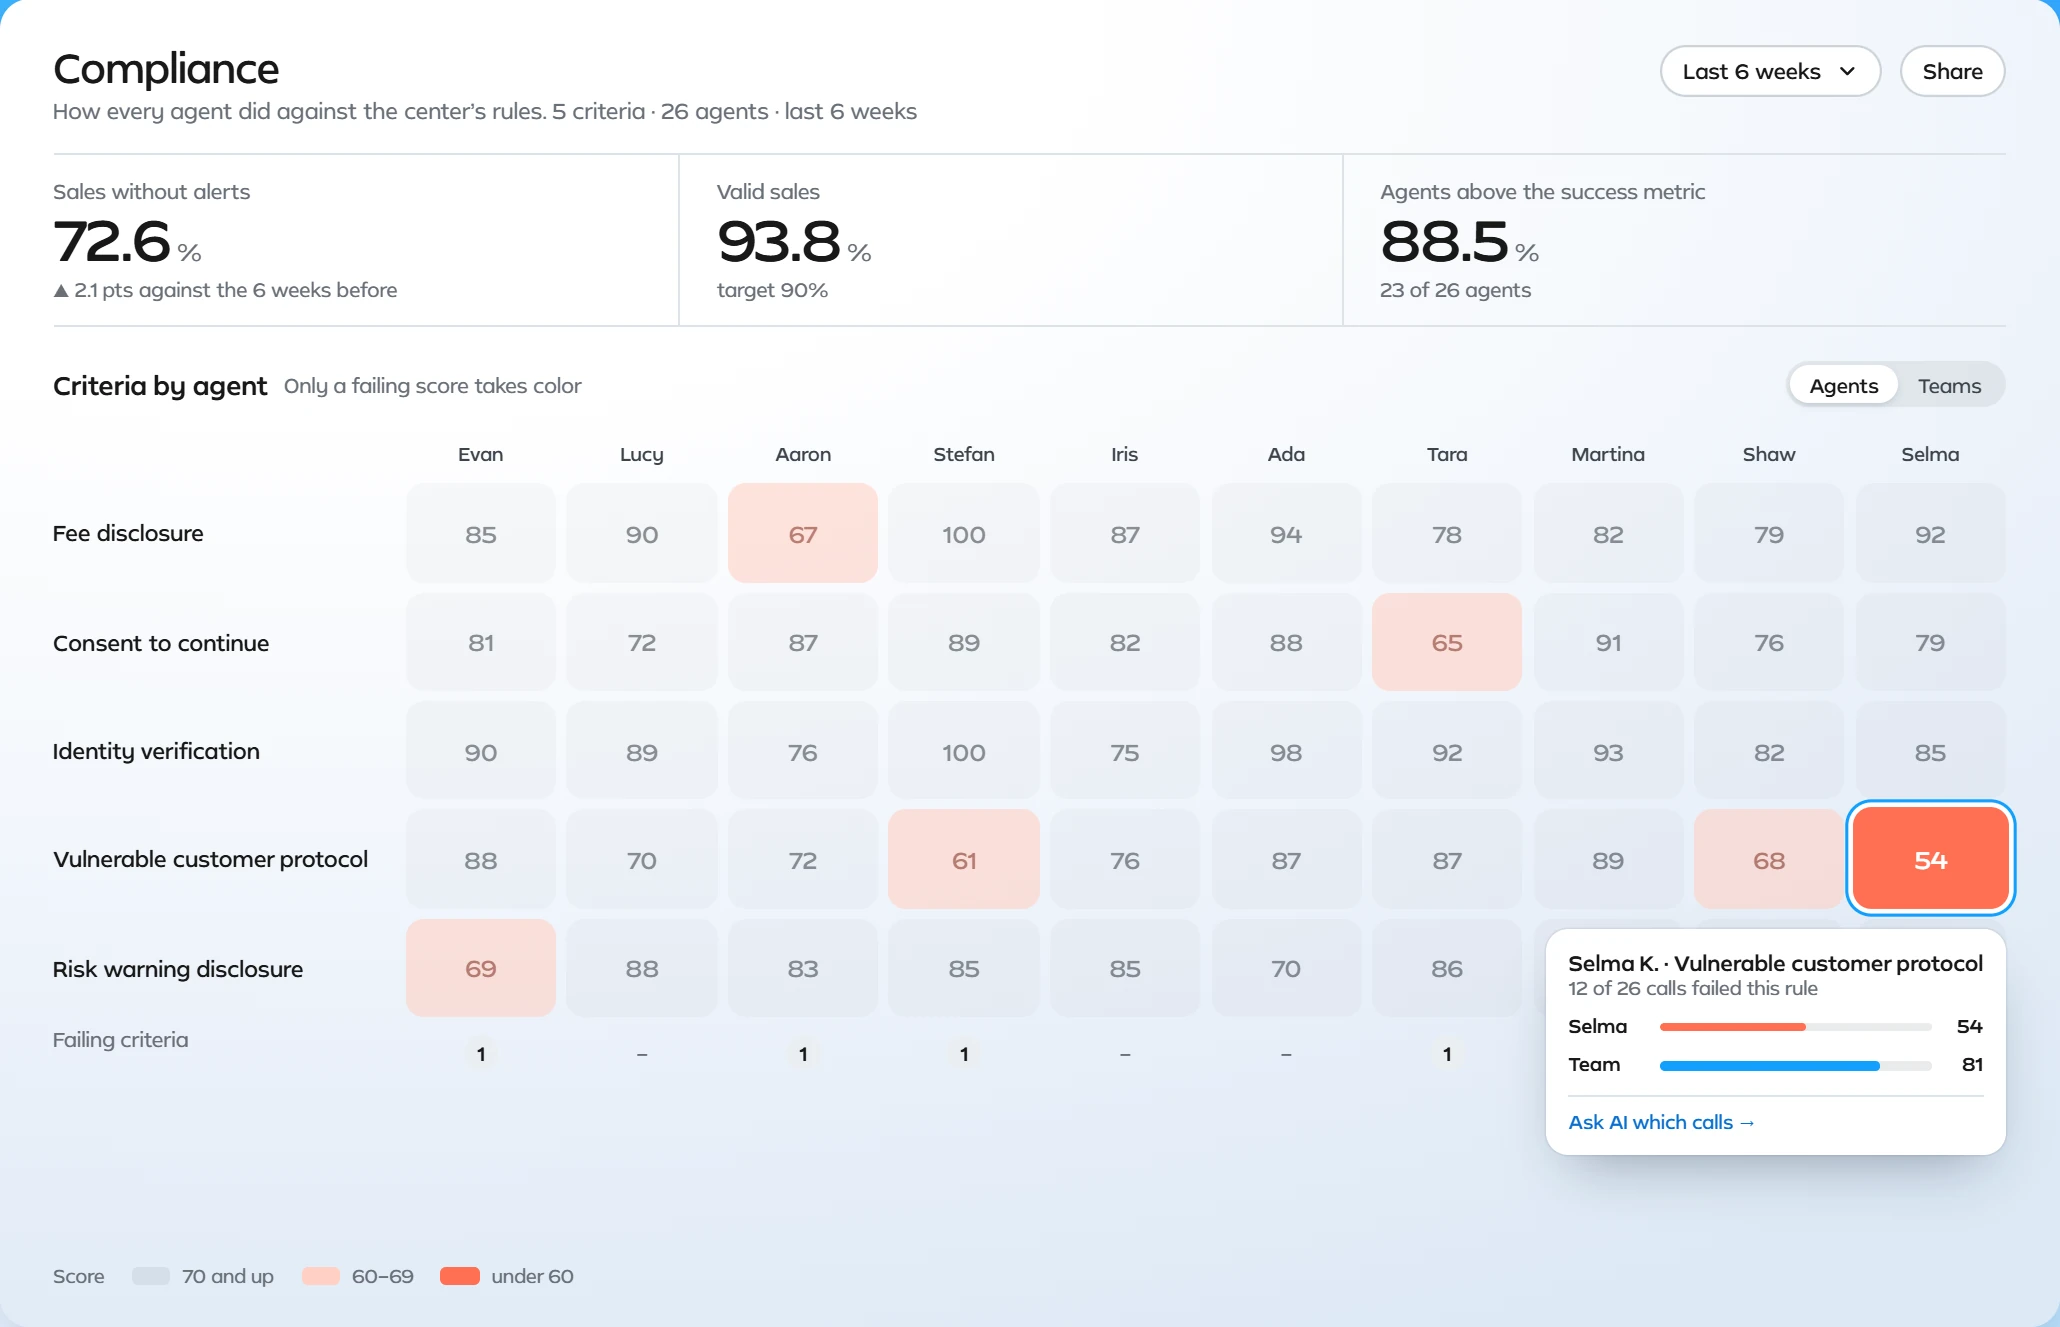 Compliance
How every agent did against the center's rules. 5 criteria · 26 agents · last 6 weeks
Last 6 weeks
Share
Sales without alerts
72.6 %
▲ 2.1 pts against the 6 weeks before
Valid sales
93.8 %
target 90%
Agents above the success metric
88.5 %
23 of 26 agents
Criteria by agent Only a failing score takes color
Agents Teams
Evan Lucy Aaron Stefan Iris Ada Tara Martina Shaw Selma
Fee disclosure 85 90 67 100 87 94 78 82 79 92
Consent to continue 81 72 87 89 82 88 65 91 76 79
Identity verification 90 89 76 100 75 98 92 93 82 85
Vulnerable customer protocol 88 70 72 61 76 87 87 89 68 54
Risk warning disclosure 69 88 83 85 85 70 86
Failing criteria 1 – 1 1 – – 1
Selma K. · Vulnerable customer protocol
12 of 26 calls failed this rule
Selma 54
Team 81
Ask AI which calls →
Score 70 and up 60–69 under 60